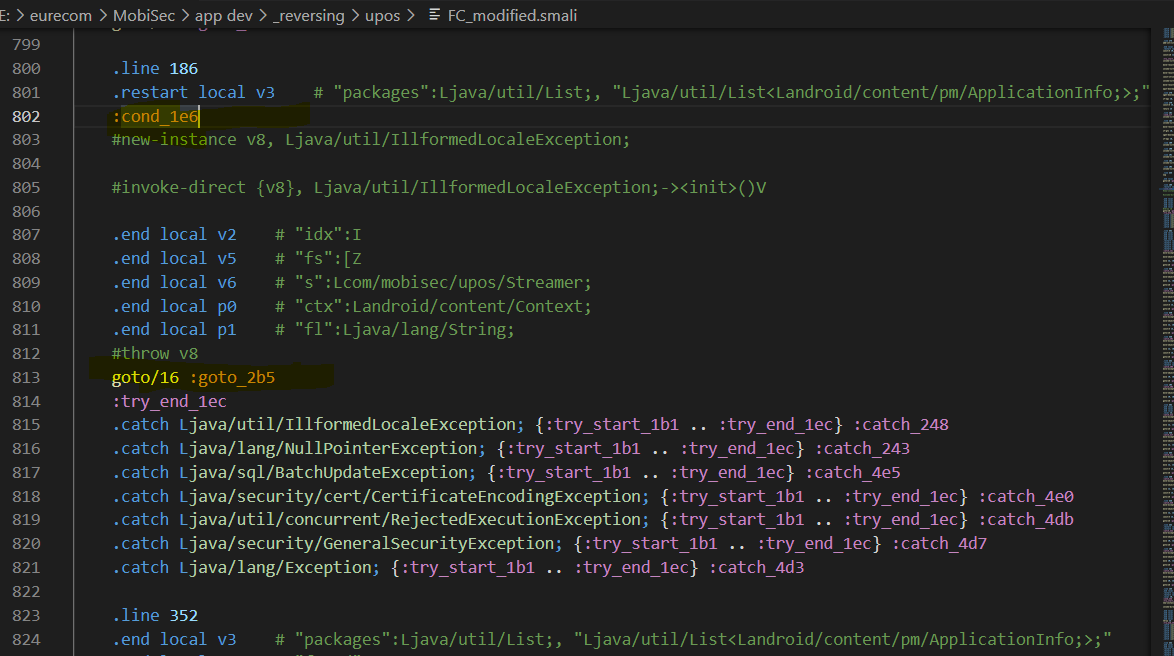 E: > eurecom > MobiSec > app dev > _reversing > upos > FC_modified.smali
799
800 .line 186
801 .restart local v3 # "packages":Ljava/util/List;, "Ljava/util/List<Landroid/content/pm/ApplicationInfo;>;"
802 :cond_1e6
803 #new-instance v8, Ljava/util/IllformedLocaleException;
804
805 #invoke-direct {v8}, Ljava/util/IllformedLocaleException;-><init>()V
806
807 .end local v2 # "idx":I
808 .end local v5 # "fs":[Z
809 .end local v6 # "s":Lcom/mobisec/upos/Streamer;
810 .end local p0 # "ctx":Landroid/content/Context;
811 .end local p1 # "fl":Ljava/lang/String;
812 #throw v8
813 goto/16 :goto_2b5
814 :try_end_1ec
815 .catch Ljava/util/IllformedLocaleException; {:try_start_1b1 .. :try_end_1ec} :catch_248
816 .catch Ljava/lang/NullPointerException; {:try_start_1b1 .. :try_end_1ec} :catch_243
817 .catch Ljava/sql/BatchUpdateException; {:try_start_1b1 .. :try_end_1ec} :catch_4e5
818 .catch Ljava/security/cert/CertificateEncodingException; {:try_start_1b1 .. :try_end_1ec} :catch_4e0
819 .catch Ljava/util/concurrent/RejectedExecutionException; {:try_start_1b1 .. :try_end_1ec} :catch_4db
820 .catch Ljava/security/GeneralSecurityException; {:try_start_1b1 .. :try_end_1ec} :catch_4d7
821 .catch Ljava/lang/Exception; {:try_start_1b1 .. :try_end_1ec} :catch_4d3
822
823 .line 352
824 .end local v3 # "packages":Ljava/util/List;, "Ljava/util/List<Landroid/content/pm/ApplicationInfo;>;"